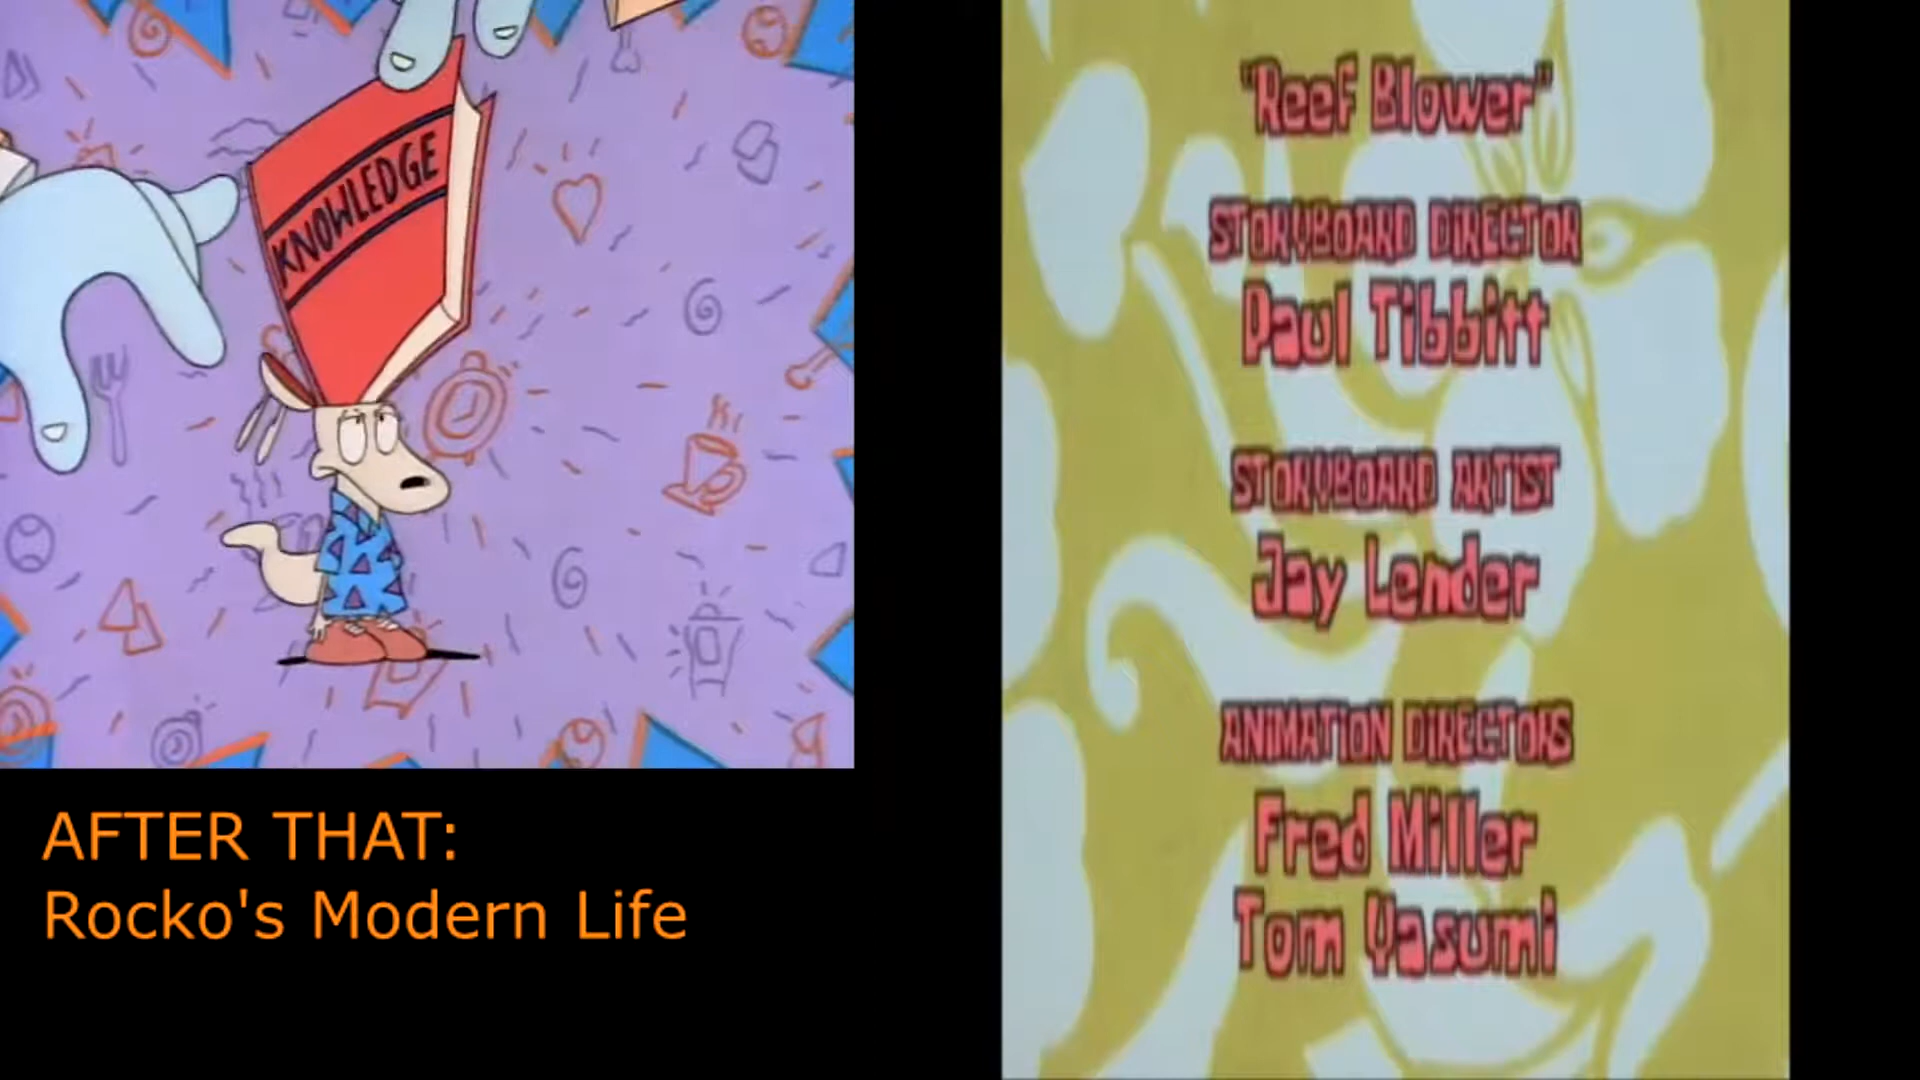 KNOWLEDGE
AFTER THAT:
Rocko's Modern Life
"Reef Blower"
STORYBOARD DIRECTOR
Paul Tibbitt
STORYBOARD ARTIST
Jay Lender
ANIMATION DIRECTORS
Fred Miller
Tom Yasumi